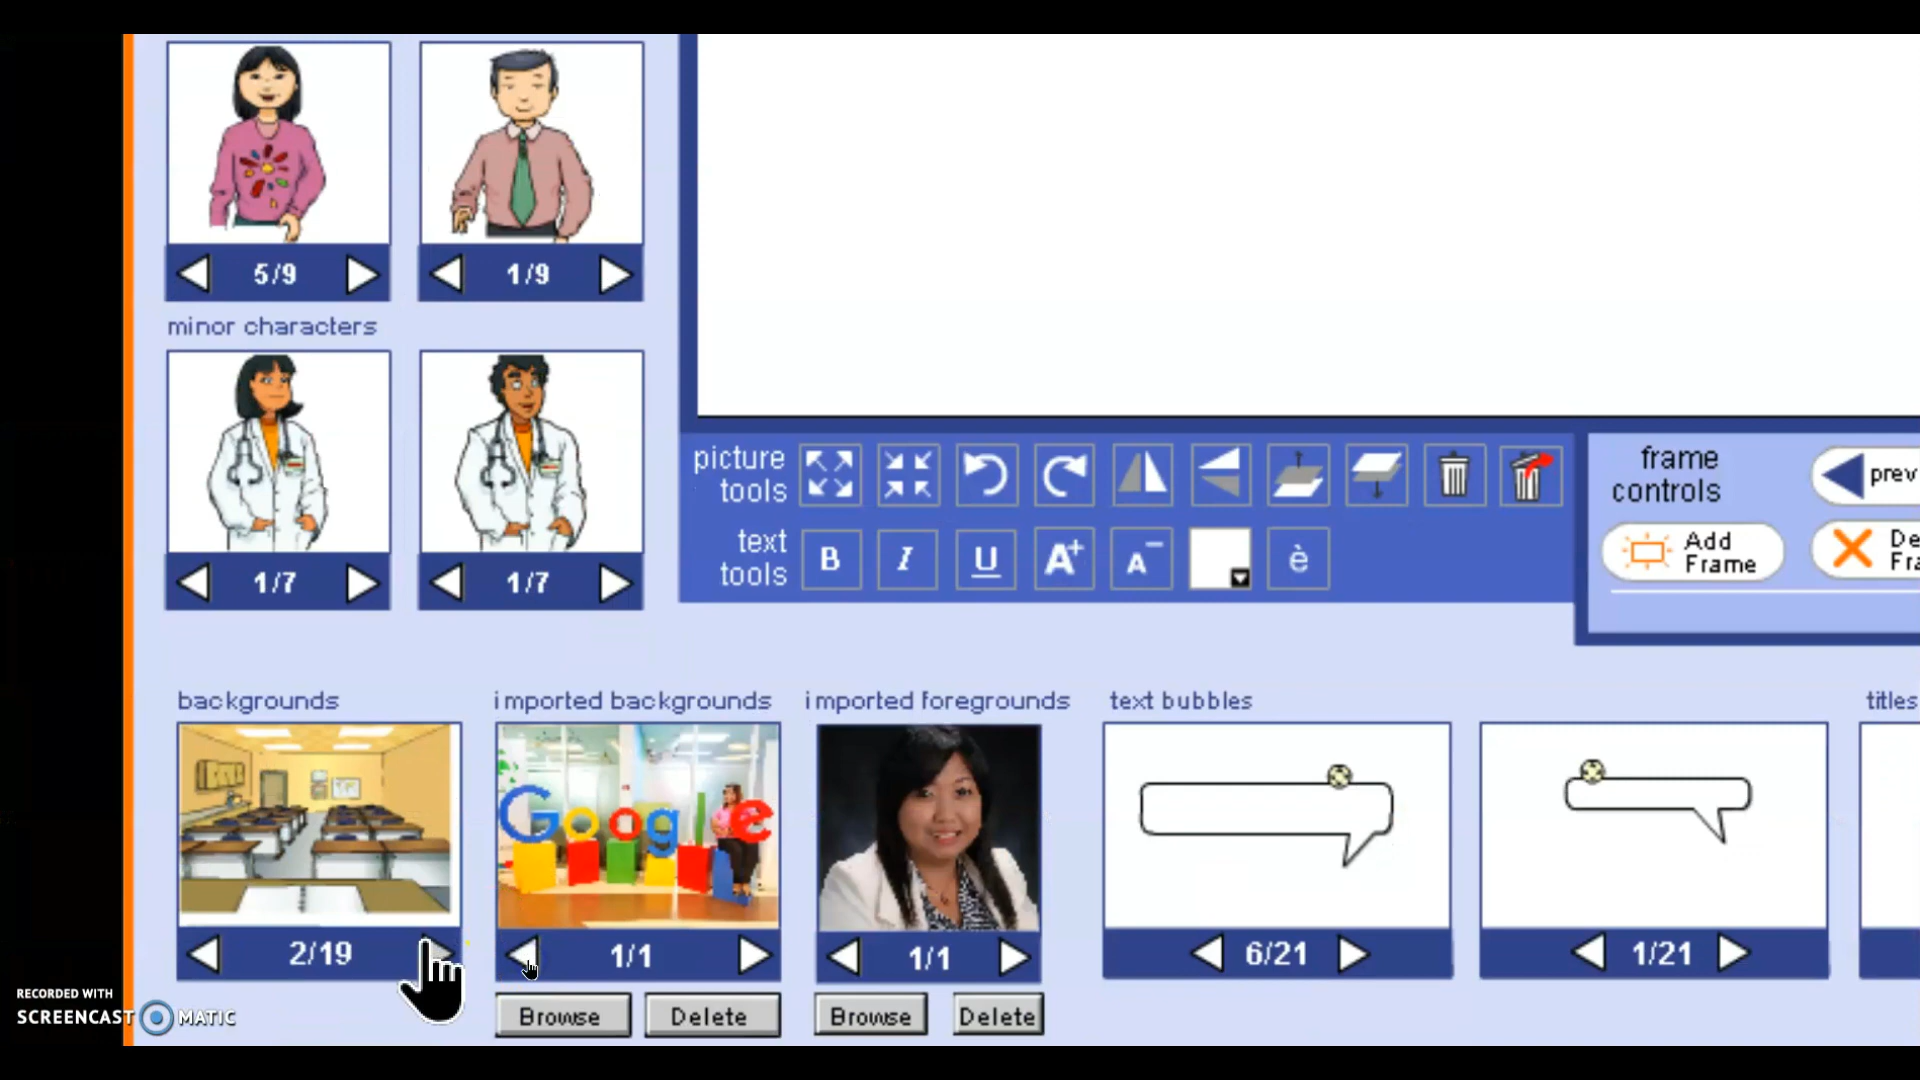 5/9
1/9
minor characters
1/7
1/7
picture
tools
text
tools
B
I
U
A+
A-
è
frame
controls
prev
Add
Frame
De
Fra
backgrounds
imported backgrounds
imported foregrounds
text bubbles
titles
Google
2/19
1/1
1/1
6/21
1/21
Browse
Delete
Browse
Delete
RECORDED WITH
SCREENCAST MATIC